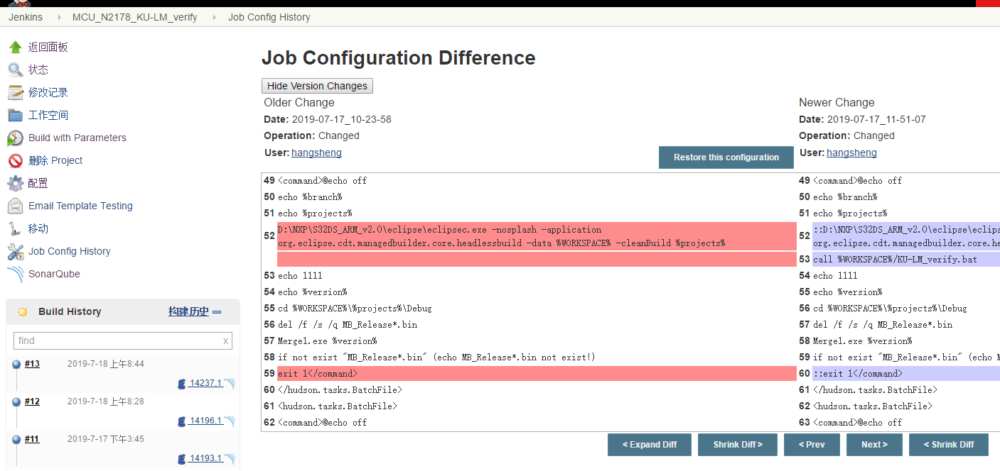 Jenkins MCU_N2178_KU-LM_verify Job Config History
返回面板
状态
修改记录
工作空间
Build with Parameters
删除 Project
配置
Email Template Testing
移动
Job Config History
SonarQube
Build History 构建历史
find x
#13 2019-7-18 上午8:44
14237.1
#12 2019-7-18 上午8:28
14196.1
#11 2019-7-17 下午3:45
14193.1
Job Configuration Difference
Hide Version Changes
Older Change
Date: 2019-07-17_10-23-58
Operation: Changed
User: hangsheng
Restore this configuration
Newer Change
Date: 2019-07-17_11-51-07
Operation: Changed
User: hangsheng
49 <command>@echo off
50 echo %branch%
51 echo %projects%
52 D:\NXP\S32DS_ARM_v2.0\eclipse\eclipsec.exe -nosplash -application
org.eclipse.cdt.managedbuilder.core.headlessbuild -data %WORKSPACE% -cleanBuild %projects%
53 echo 1111
54 echo %version%
55 cd %WORKSPACE%\%projects%\Debug
56 del /f /s /q MB_Release*.bin
57 Merge1.exe %version%
58 if not exist "MB_Release*.bin" (echo MB_Release*.bin not exist!)
59 exit 1</command>
60 </hudson.tasks.BatchFile>
61 <hudson.tasks.BatchFile>
62 <command>@echo off
49 <command>@echo off
50 echo %branch%
51 echo %projects%
52 ::D:\NXP\S32DS_ARM_v2.0\eclipse\eclips
org.eclipse.cdt.managedbuilder.core.he
53 call %WORKSPACE%/KU-LM_verify.bat
54 echo 1111
55 echo %version%
56 cd %WORKSPACE%\%projects%\Debug
57 del /f /s /q MB_Release*.bin
58 Merge1.exe %version%
59 if not exist "MB_Release*.bin" (echo M
60 ::exit 1</command>
61 </hudson.tasks.BatchFile>
62 <hudson.tasks.BatchFile>
63 <command>@echo off
< Expand Diff Shrink Diff > < Prev Next > < Shrink Diff